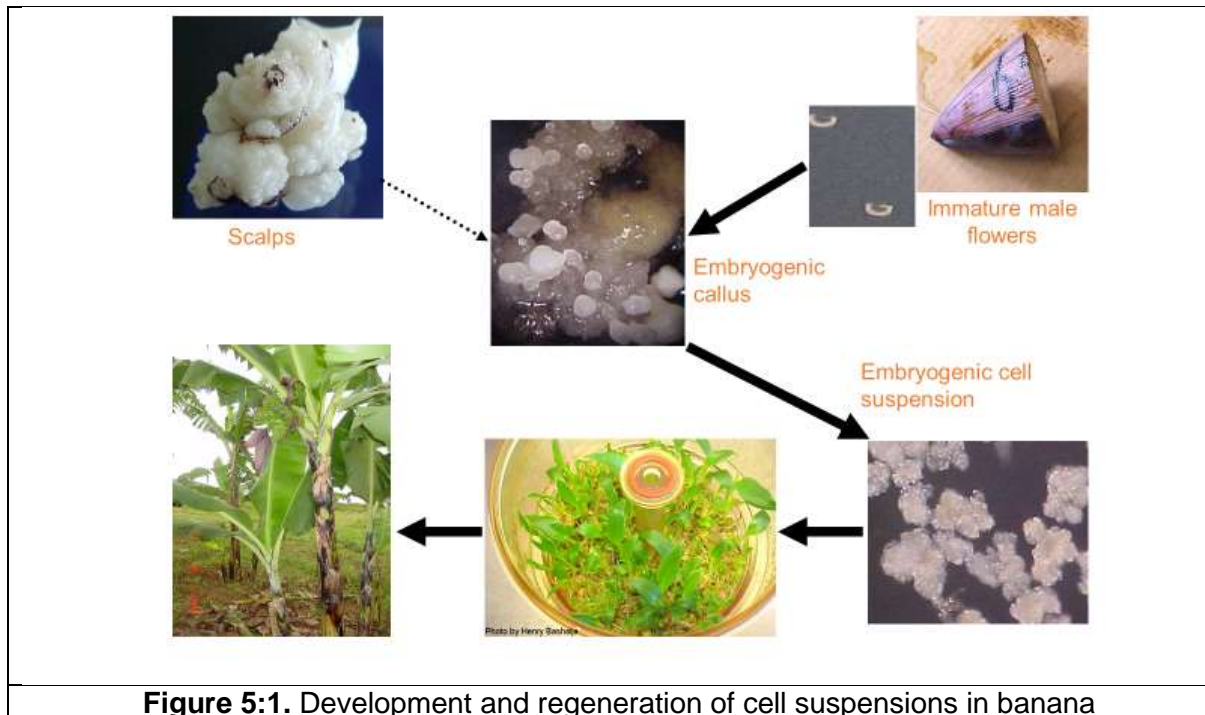 Scalps
Immature male
flowers
Embryogenic
callus
Embryogenic cell
suspension
Photo by Henry Bashatje
Figure 5:1. Development and regeneration of cell suspensions in banana